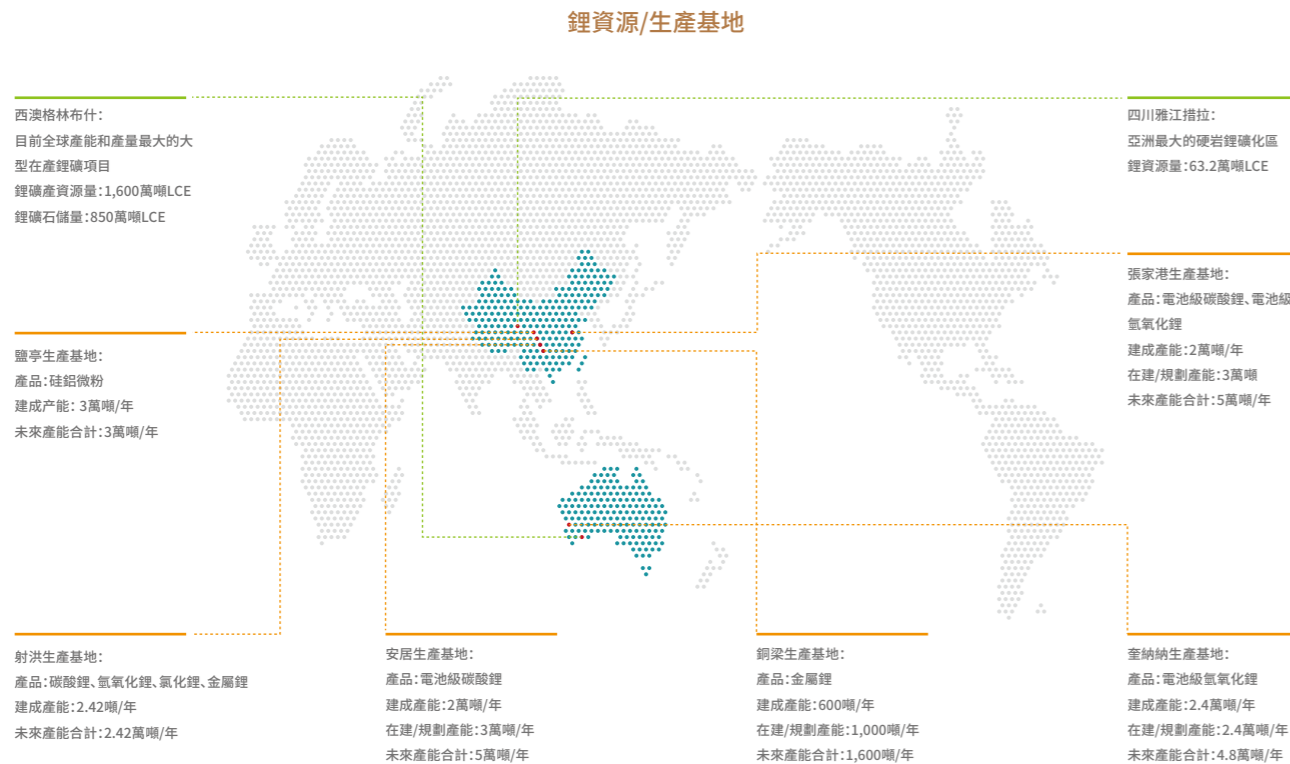 鋰資源/生產基地
西澳格林布什：
目前全球産能和產量最大的大
型在產鋰礦項目
鋰礦產資源量：1,600萬噸LCE
鋰礦石儲量：850萬噸LCE
四川雅江措拉：
亞洲最大的硬岩鋰礦化區
鋰資源量：63.2萬噸LCE
張家港生產基地：
產品：電池級碳酸鋰、電池級
氫氧化鋰
建成產能：2萬噸/年
在建/規劃產能：3萬噸
未來產能合計：5萬噸/年
鹽亭生產基地：
產品：硅鋁微粉
建成产能： 3萬噸/年
未來產能合計：3萬噸/年
射洪生產基地：
產品：碳酸鋰、氫氧化鋰、氯化鋰、金屬鋰
建成產能：2.42噸/年
未來產能合計：2.42萬噸/年
安居生產基地：
產品：電池級碳酸鋰
建成產能：2萬噸/年
在建/規劃產能：3萬噸/年
未來產能合計：5萬噸/年
銅梁生產基地：
產品：金屬鋰
建成產能：600噸/年
在建/規劃產能：1,000噸/年
未來產能合計：1,600噸/年
奎納納生產基地：
產品：電池級氫氧化鋰
建成產能：2.4萬噸/年
在建/規劃產能：2.4萬噸/年
未來產能合計：4.8萬噸/年